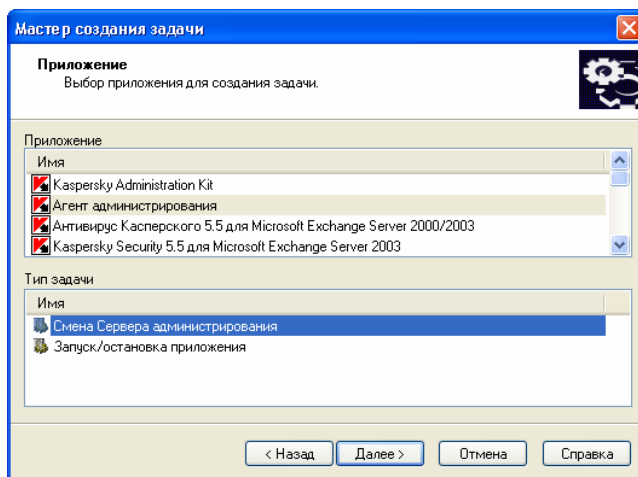 Мастер создания задачи
Приложение
Выбор приложения для создания задачи.
Приложение
Имя
Kaspersky Administration Kit
Агент администрирования
Антивирус Касперского 5.5 для Microsoft Exchange Server 2000/2003
Kaspersky Security 5.5 для Microsoft Exchange Server 2003
Тип задачи
Имя
Смена Сервера администрирования
Запуск/остановка приложения
< Назад Далее > Отмена Справка